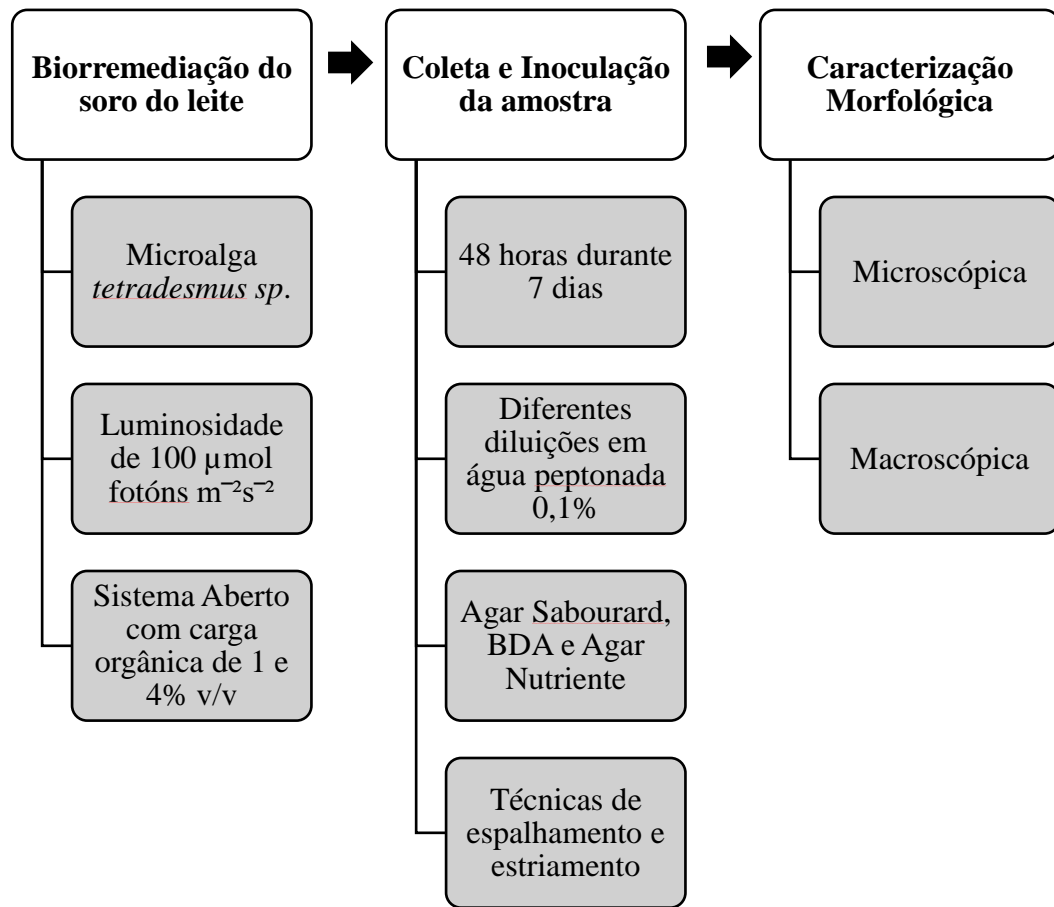 Biorremediação do
soro do leite
Microalga
tetradesmus sp.
Luminosidade
de 100 µmol
fotóns m⁻²s⁻²
Sistema Aberto
com carga
orgânica de 1 e
4% v/v
Coleta e Inoculação
da amostra
48 horas durante
7 dias
Diferentes
diluições em
água peptonada
0,1%
Agar Sabourard,
BDA e Agar
Nutriente
Técnicas de
espalhamento e
estriamento
Caracterização
Morfológica
Microscópica
Macroscópica